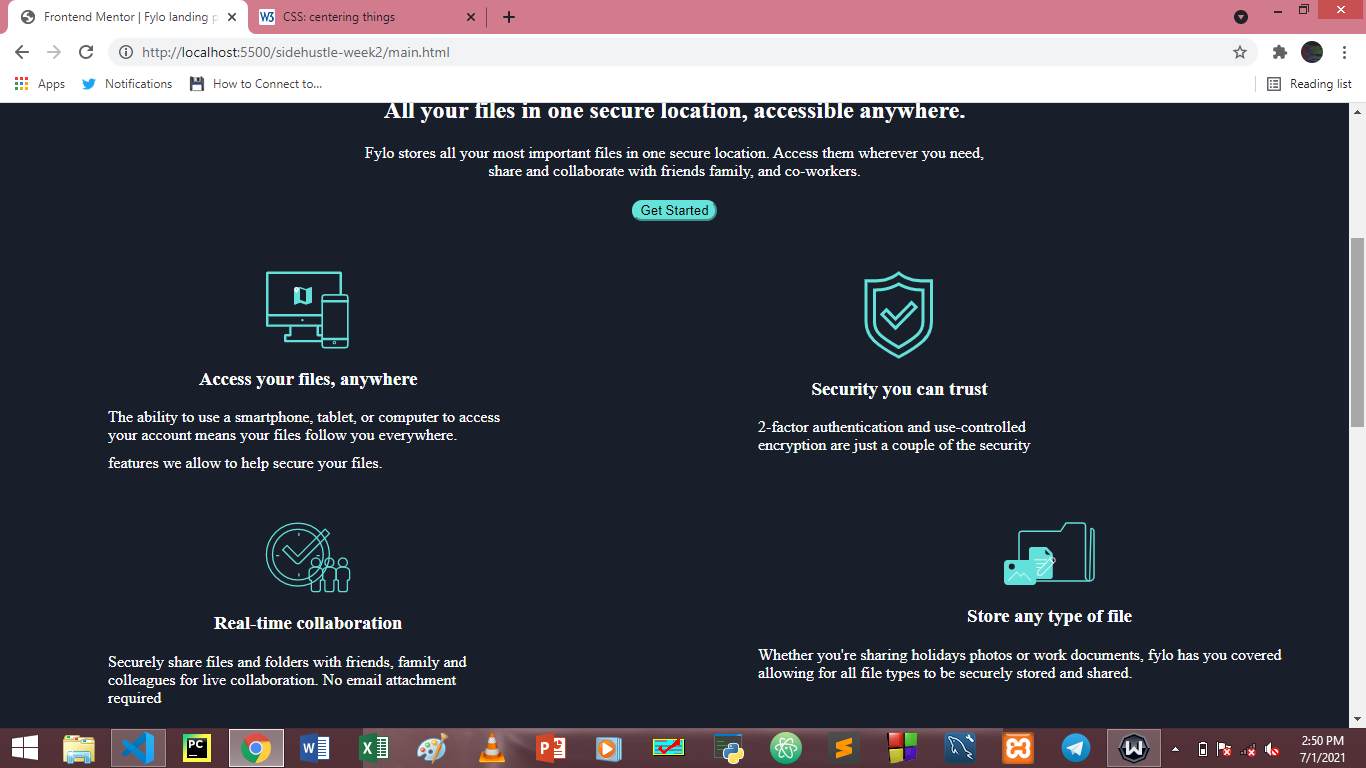 Frontend Mentor | Fylo landing p
W3
CSS: centering things
http://localhost:5500/sidehustle-week2/main.html
Apps
Notifications
How to Connect to...
Reading list
All your files in one secure location, accessible anywhere.
Fylo stores all your most important files in one secure location. Access them wherever you need,
share and collaborate with friends family, and co-workers.
Get Started
Access your files, anywhere
The ability to use a smartphone, tablet, or computer to access
your account means your files follow you everywhere.
features we allow to help secure your files.
Security you can trust
2-factor authentication and use-controlled
encryption are just a couple of the security
Real-time collaboration
Securely share files and folders with friends, family and
colleagues for live collaboration. No email attachment
required
Store any type of file
Whether you're sharing holidays photos or work documents, fylo has you covered
allowing for all file types to be securely stored and shared.
PC
2:50 PM
7/1/2021